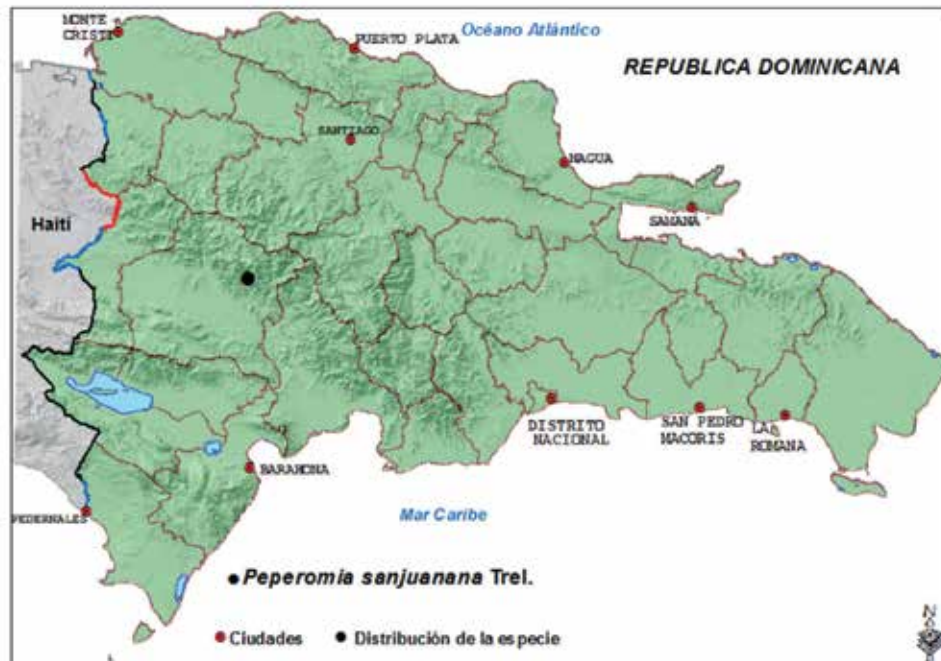 MONTE
CRISTI
Océano Atlántico
PUERTO PLATA
REPUBLICA DOMINICANA
SANTIAGO
NAGUA
SAMANA
Haití
DISTRITO
NACIONAL
SAN PEDRO
MACORIS
LA
ROMANA
BARAHONA
PEDERNALES
Mar Caribe
Peperomia sanjuanana Trel.
Ciudades
Distribución de la especie